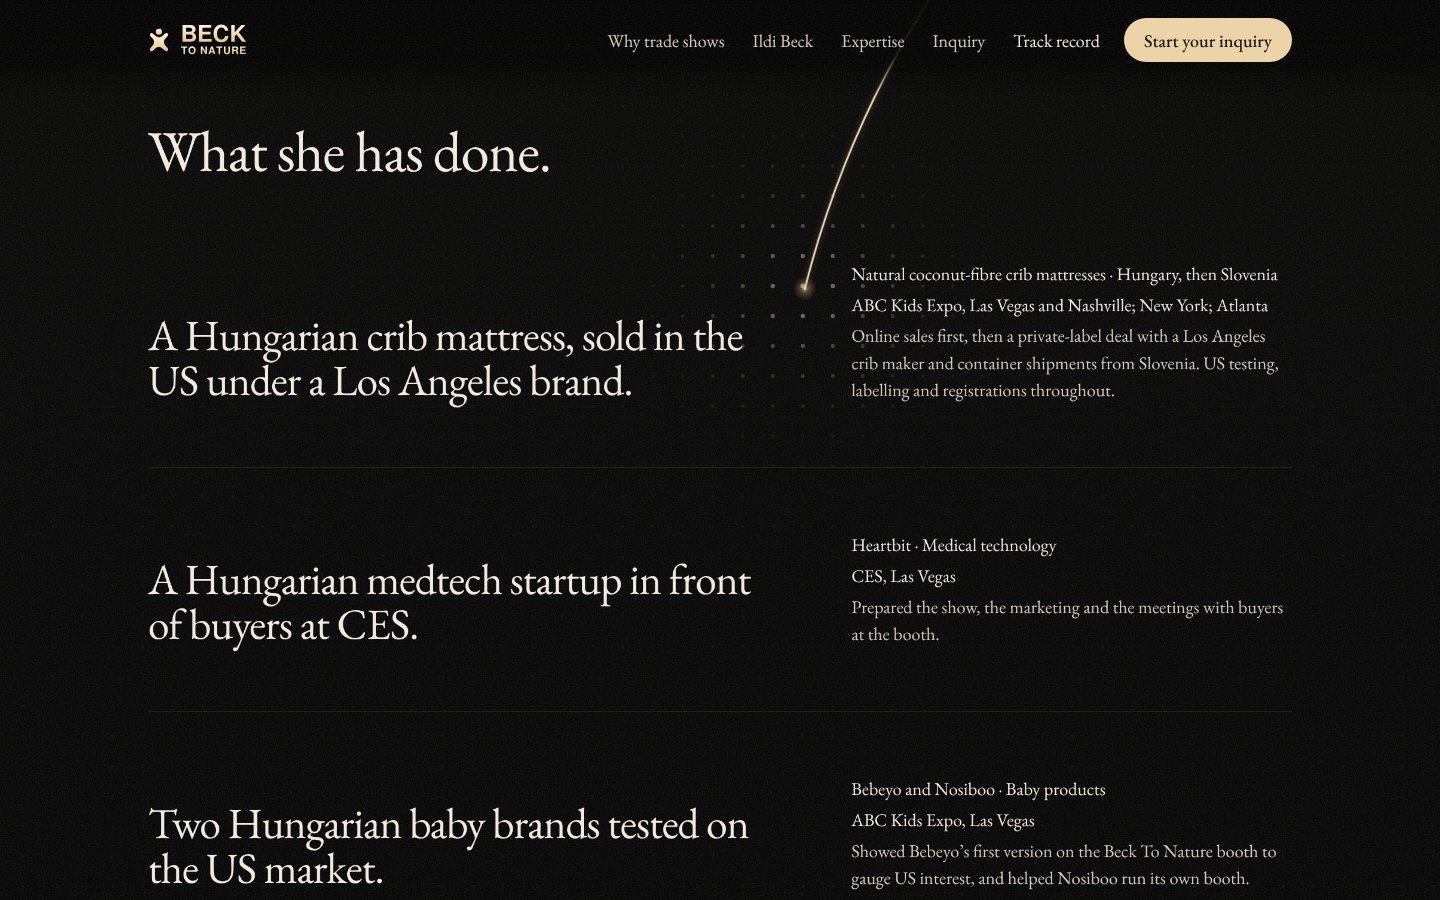 BECK
TO NATURE
Why trade shows
Ildi Beck
Expertise
Inquiry
Track record
Start your inquiry
What she has done.
A Hungarian crib mattress, sold in the
US under a Los Angeles brand.
Natural coconut-fibre crib mattresses · Hungary, then Slovenia
ABC Kids Expo, Las Vegas and Nashville; New York; Atlanta
Online sales first, then a private-label deal with a Los Angeles
crib maker and container shipments from Slovenia. US testing,
labelling and registrations throughout.
A Hungarian medtech startup in front
of buyers at CES.
Heartbit · Medical technology
CES, Las Vegas
Prepared the show, the marketing and the meetings with buyers
at the booth.
Two Hungarian baby brands tested on
the US market.
Bebeyo and Nosiboo · Baby products
ABC Kids Expo, Las Vegas
Showed Bebeyo’s first version on the Beck To Nature booth to
gauge US interest, and helped Nosiboo run its own booth.